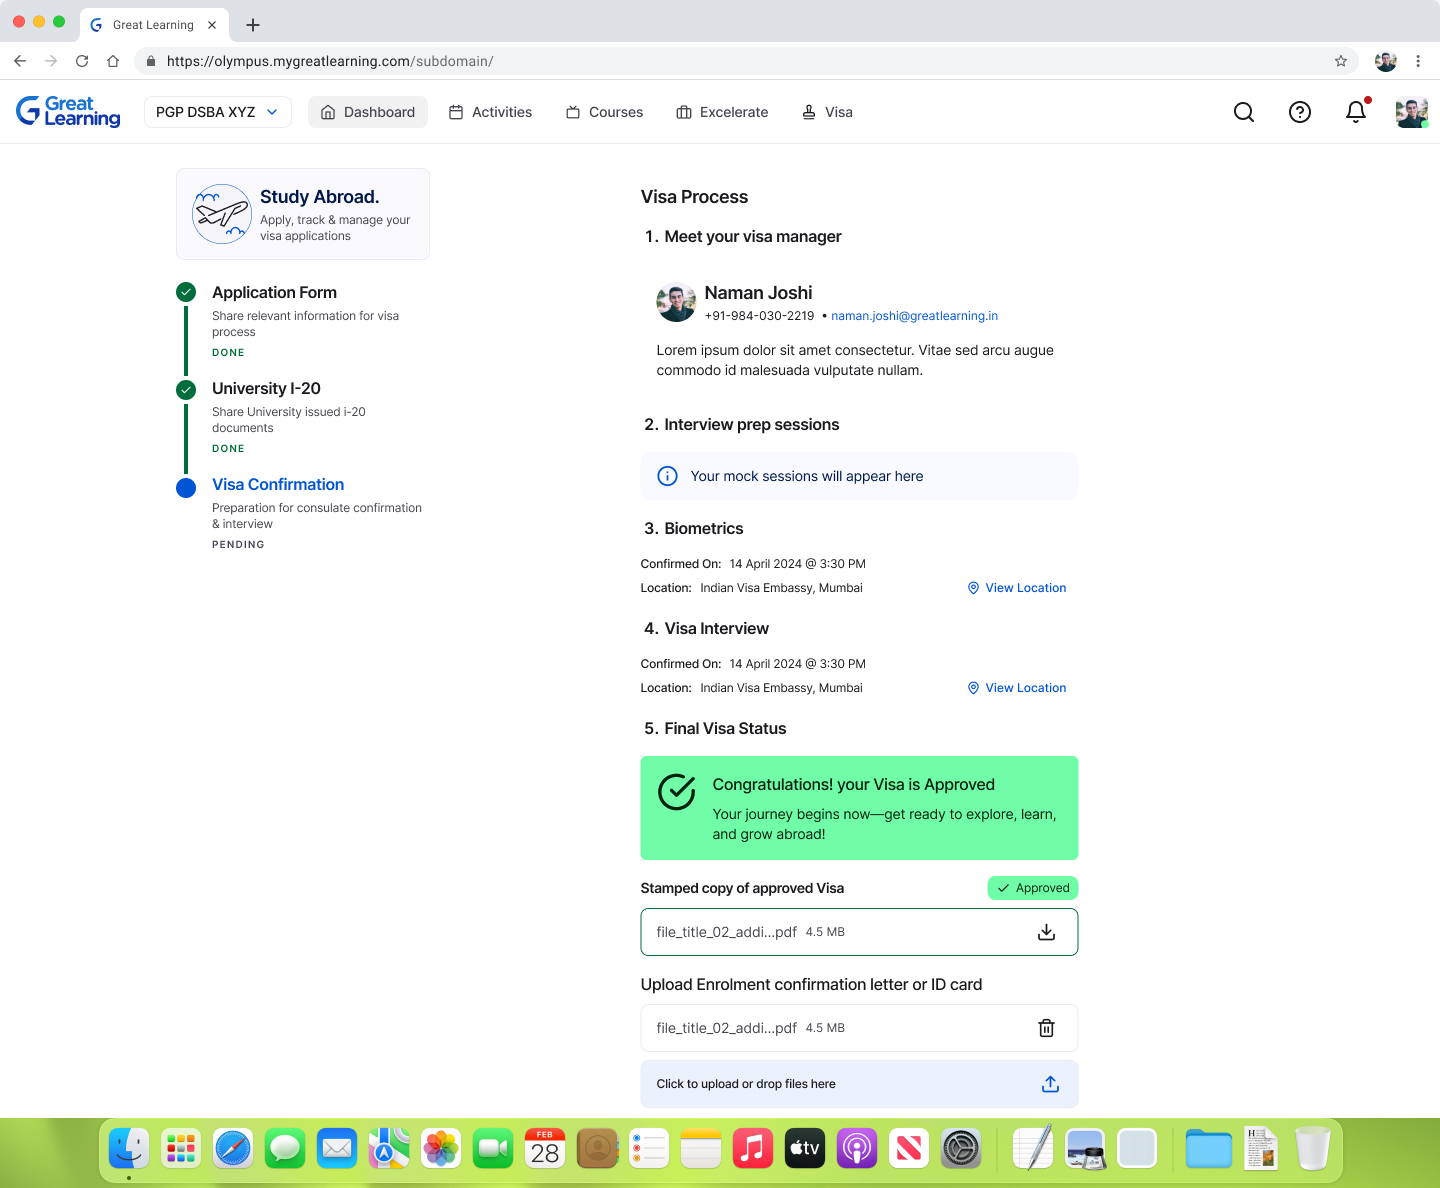 Great Learning
https://olympus.mygreatlearning.com/subdomain/
Great Learning
PGP DSBA XYZ
Dashboard
Activities
Courses
Excelerate
Visa
Study Abroad.
Apply, track & manage your
visa applications
Application Form
Share relevant information for visa
process
DONE
University I-20
Share University issued i-20
documents
DONE
Visa Confirmation
Preparation for consulate confirmation
& interview
PENDING
Visa Process
1. Meet your visa manager
Naman Joshi
+91-984-030-2219 • naman.joshi@greatlearning.in
Lorem ipsum dolor sit amet consectetur. Vitae sed arcu augue
commodo id malesuada vulputate nullam.
2. Interview prep sessions
Your mock sessions will appear here
3. Biometrics
Confirmed On: 14 April 2024 @ 3:30 PM
Location: Indian Visa Embassy, Mumbai
View Location
4. Visa Interview
Confirmed On: 14 April 2024 @ 3:30 PM
Location: Indian Visa Embassy, Mumbai
View Location
5. Final Visa Status
Congratulations! your Visa is Approved
Your journey begins now—get ready to explore, learn,
and grow abroad!
Stamped copy of approved Visa
Approved
file_title_02_addi...pdf 4.5 MB
Upload Enrolment confirmation letter or ID card
file_title_02_addi...pdf 4.5 MB
Click to upload or drop files here
FEB
28
tv